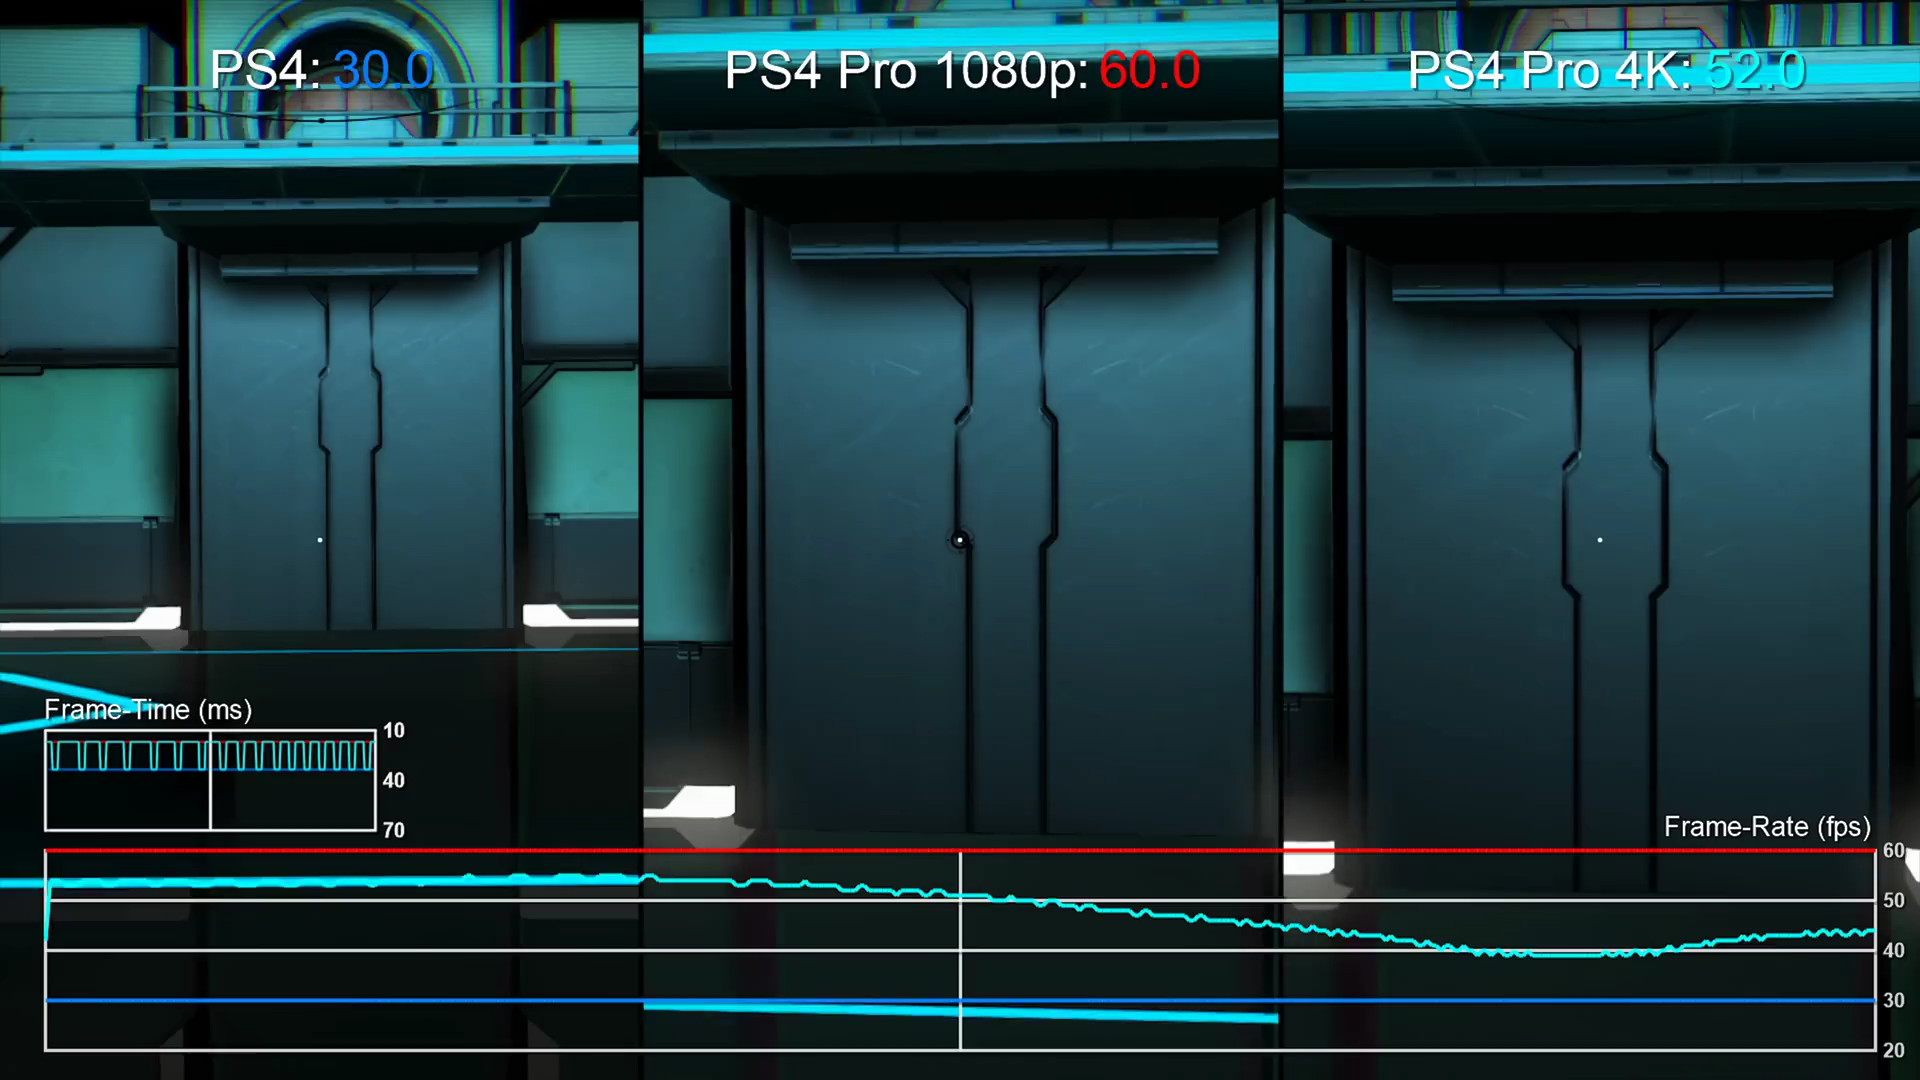 PS4: 30.0
PS4 Pro 1080p: 60.0
PS4 Pro 4K: 52.0
Frame-Time (ms)
10
40
70
Frame-Rate (fps)
60
50
40
30
20